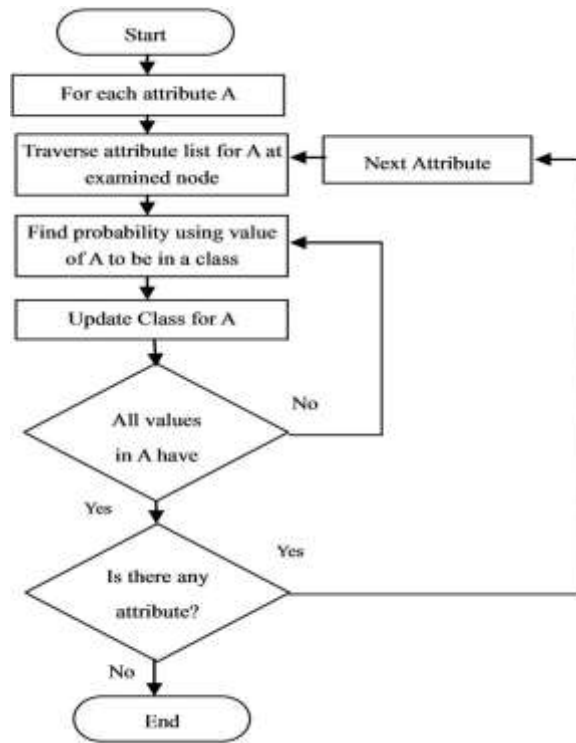 Start
For each attribute A
Traverse attribute list for A at
examined node
Next Attribute
Find probability using value
of A to be in a class
Update Class for A
No
All values
in A have
Yes
Yes
Is there any
attribute?
No
End